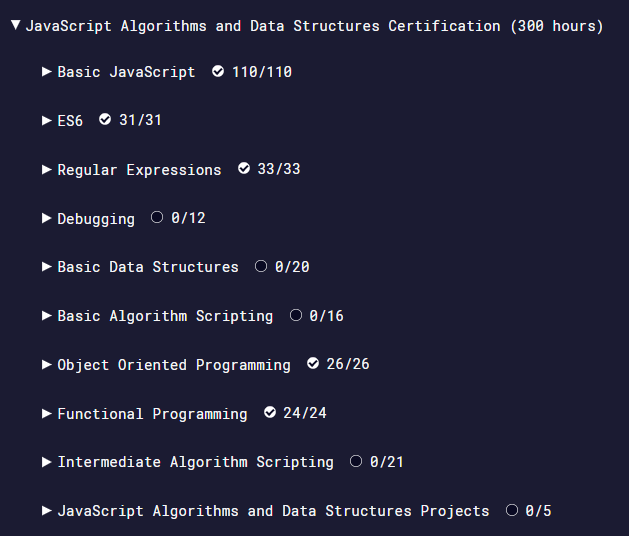 JavaScript Algorithms and Data Structures Certification (300 hours)
Basic JavaScript 110/110
ES6 31/31
Regular Expressions 33/33
Debugging 0/12
Basic Data Structures 0/20
Basic Algorithm Scripting 0/16
Object Oriented Programming 26/26
Functional Programming 24/24
Intermediate Algorithm Scripting 0/21
JavaScript Algorithms and Data Structures Projects 0/5